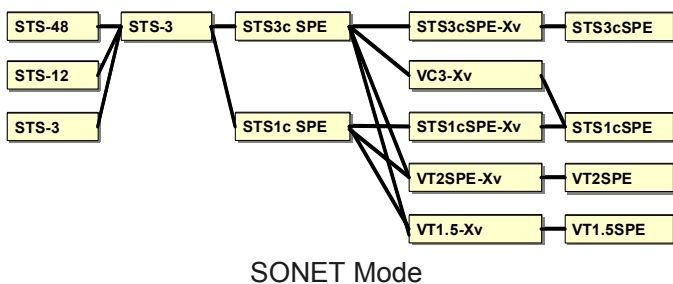 STS-48
STS-3
STS3c SPE
STS3cSPE-Xv
STS3cSPE
STS-12
VC3-Xv
STS-3
STS1c SPE
STS1cSPE-Xv
STS1cSPE
VT2SPE-Xv
VT2SPE
VT1.5-Xv
VT1.5SPE
SONET Mode